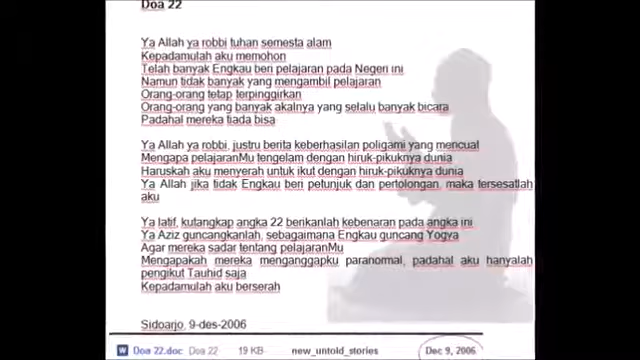 Doa 22
Ya Allah ya robbi tuhan semesta alam
Kepadamulah aku memohon
Telah banyak Engkau beri pelajaran pada Negeri ini
Namun tidak banyak yang mengambil pelajaran
Orang-orang tetap terpinggirkan
Orang-orang yang banyak akalnya yang selalu banyak bicara
Padahal mereka tiada bisa
Ya Allah ya robbi, justru berita keberhasilan poligami yang mencual
Mengapa pelajaranMu tengelam dengan hiruk-pikuknya dunia
Haruskah aku menyerah untuk ikut dengan hiruk-pikuknya dunia
Ya Allah jika tidak Engkau beri petunjuk dan pertolongan, maka tersesatlah
aku
Ya latif, kutangkap angka 22 berikanlah kebenaran pada angka ini
Ya Aziz guncangkanlah, sebagaimana Engkau guncang Yogya
Agar mereka sadar tentang pelajaranMu
Mengapakah mereka menganggapku paranormal, padahal aku hanyalah
pengikut Tauhid saja
Kepadamulah aku berserah
Sidoarjo, 9-des-2006
Doa 22.doc Doa 22 19 KB new_untold_stories Dec 9, 2006